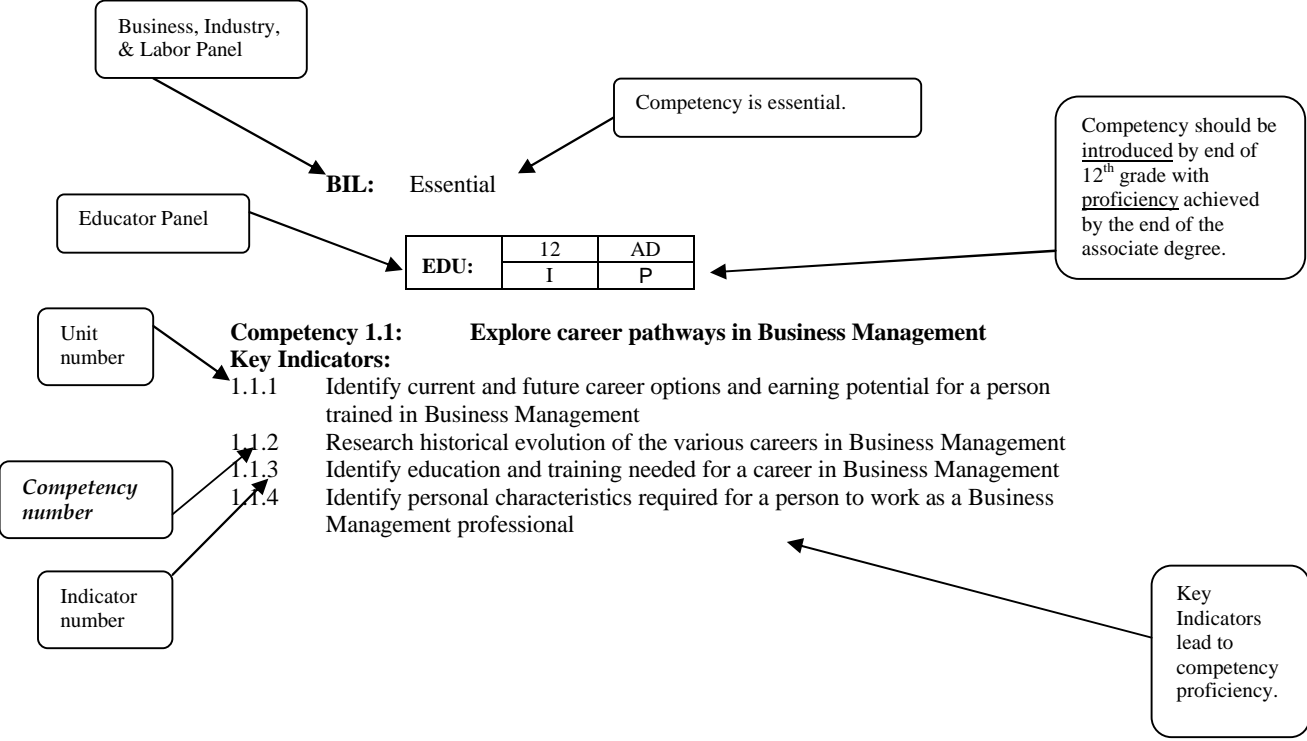 Business, Industry,
& Labor Panel
Competency is essential.
Competency should be
introduced by end of
12th grade with
proficiency achieved
by the end of the
associate degree.
BIL: Essential
Educator Panel
EDU: 12 AD
I P
Unit
number
Competency 1.1: Explore career pathways in Business Management
Key Indicators:
1.1.1 Identify current and future career options and earning potential for a person
trained in Business Management
1.1.2 Research historical evolution of the various careers in Business Management
1.1.3 Identify education and training needed for a career in Business Management
1.1.4 Identify personal characteristics required for a person to work as a Business
Management professional
Competency
number
Indicator
number
Key
Indicators
lead to
competency
proficiency.